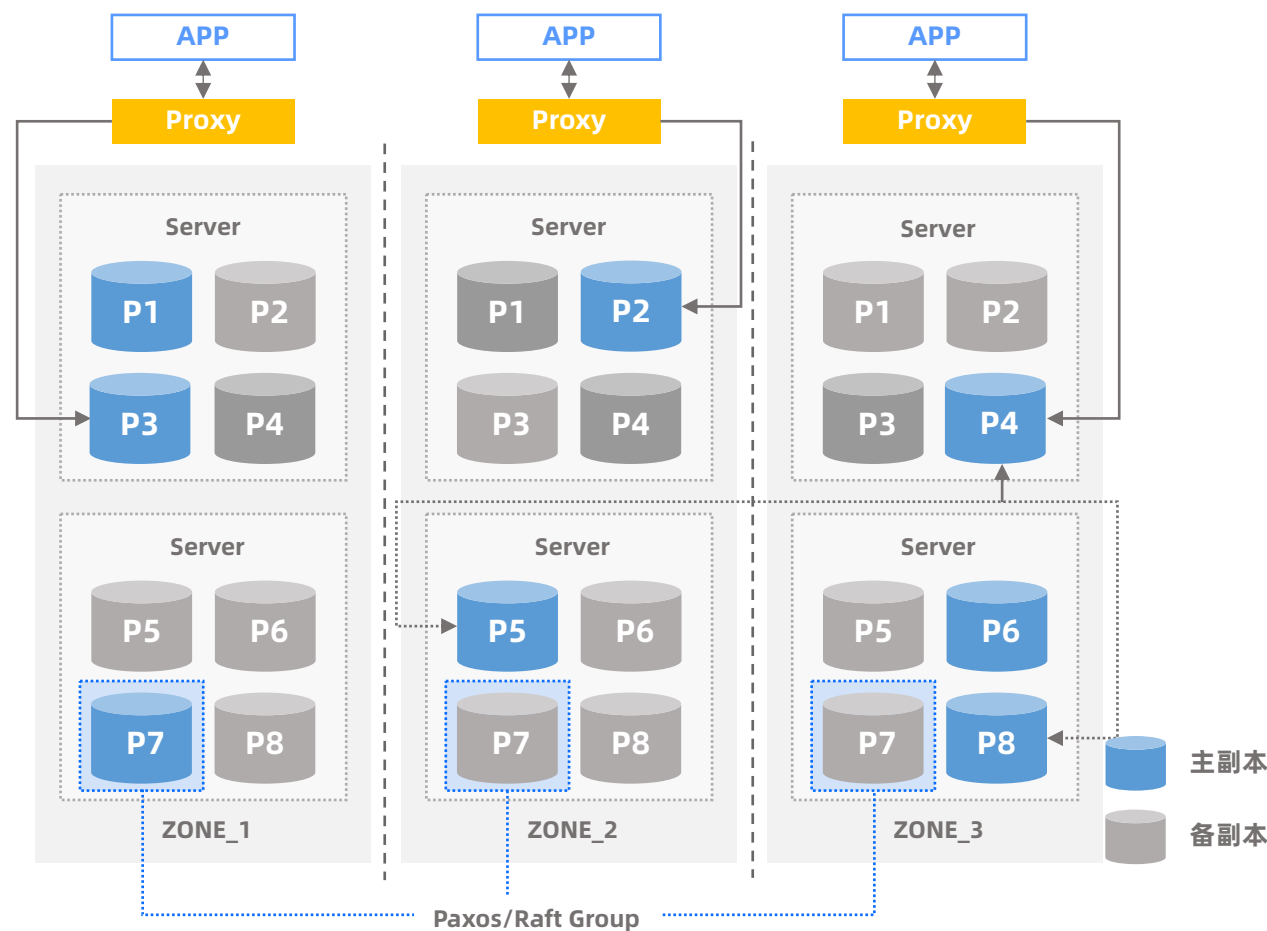 APP
APP
APP
Proxy
Proxy
Proxy
Server
P1
P2
P3
P4
Server
P1
P2
P3
P4
Server
P1
P2
P3
P4
Server
P5
P6
P7
P8
ZONE_1
Server
P5
P6
P7
P8
ZONE_2
Server
P5
P6
P7
P8
ZONE_3
主副本
备副本
Paxos/Raft Group